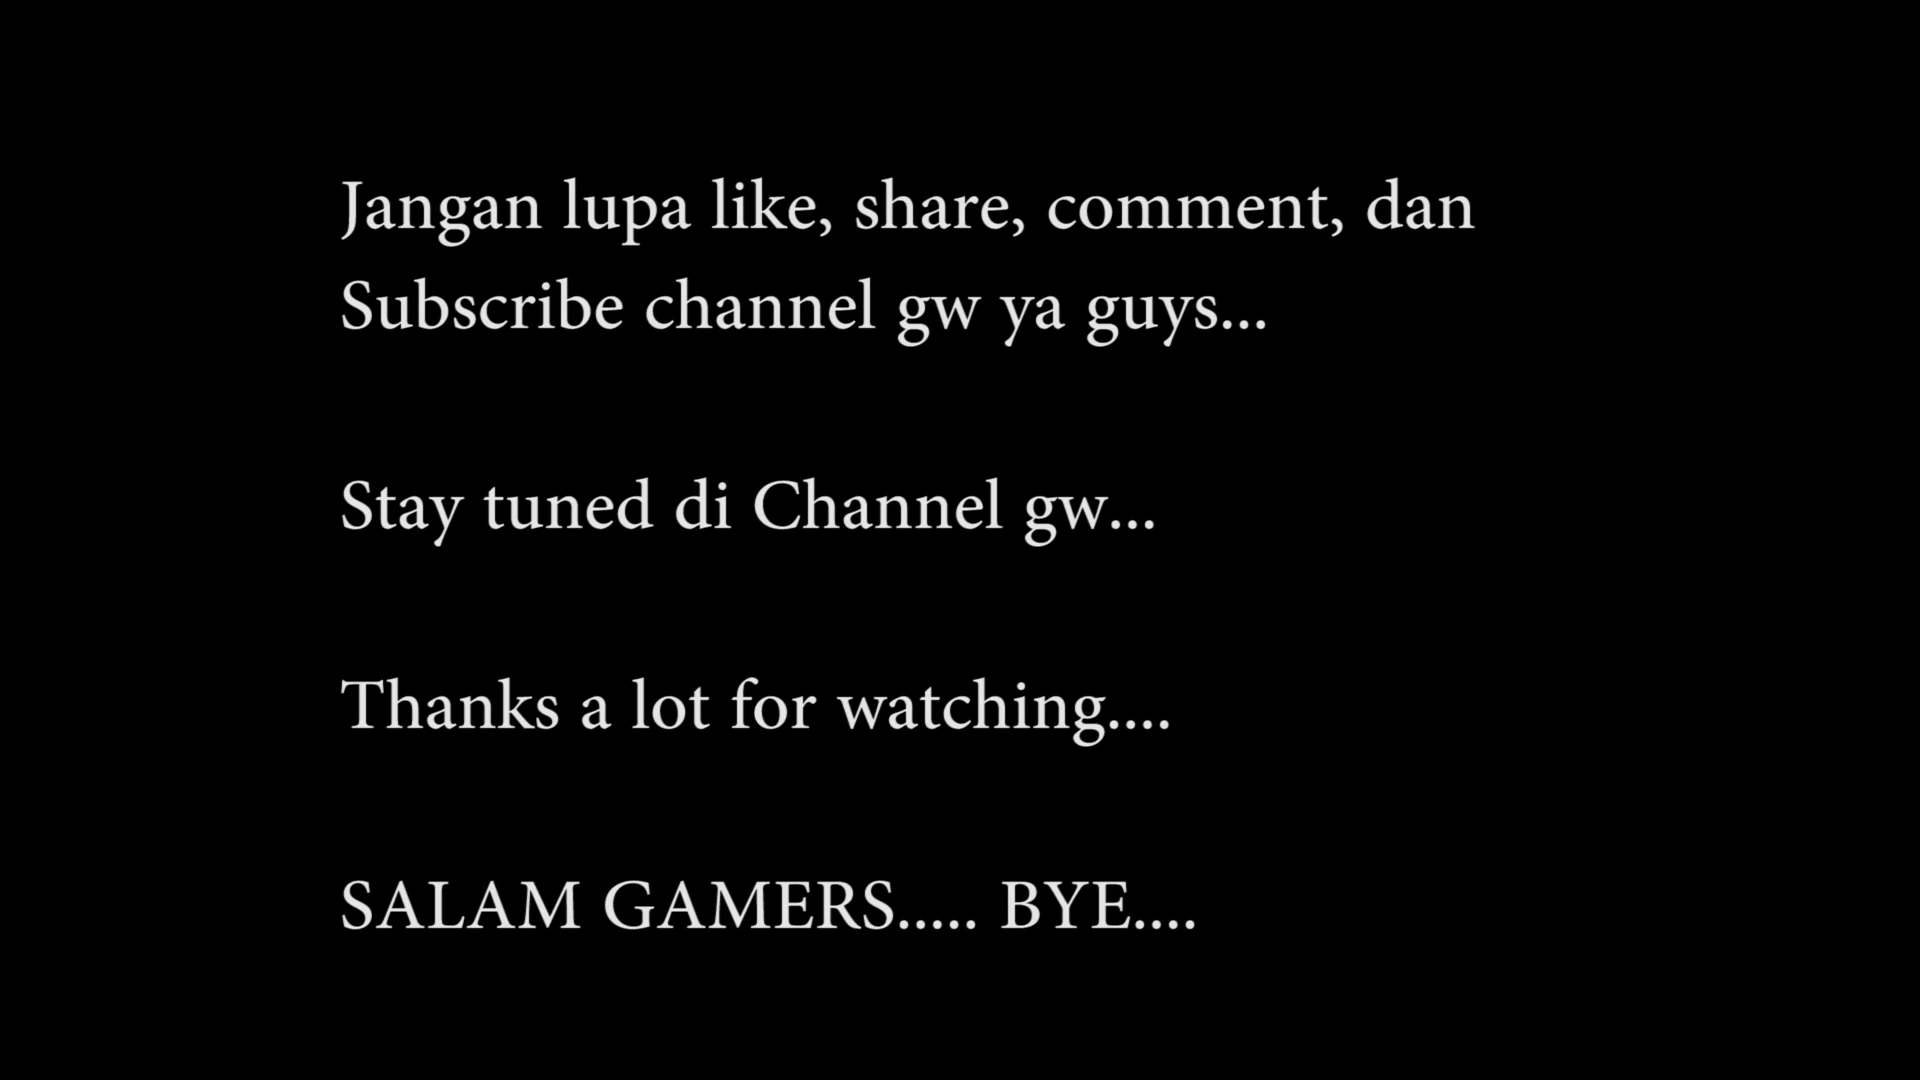 Jangan lupa like, share, comment, dan
Subscribe channel gw ya guys...
Stay tuned di Channel gw...
Thanks a lot for watching....
SALAM GAMERS..... BYE....